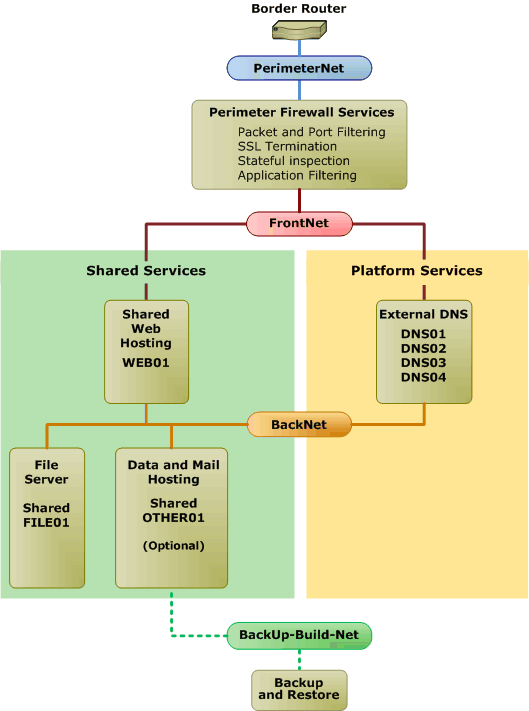 Border Router
PerimeterNet
Perimeter Firewall Services
Packet and Port Filtering
SSL Termination
Stateful inspection
Application Filtering
FrontNet
Shared Services
Platform Services
Shared
Web
Hosting
WEB01
External DNS
DNS01
DNS02
DNS03
DNS04
BackNet
File
Server
Shared
FILE01
Data and Mail
Hosting
Shared
OTHER01
(Optional)
BackUp-Build-Net
Backup
and Restore